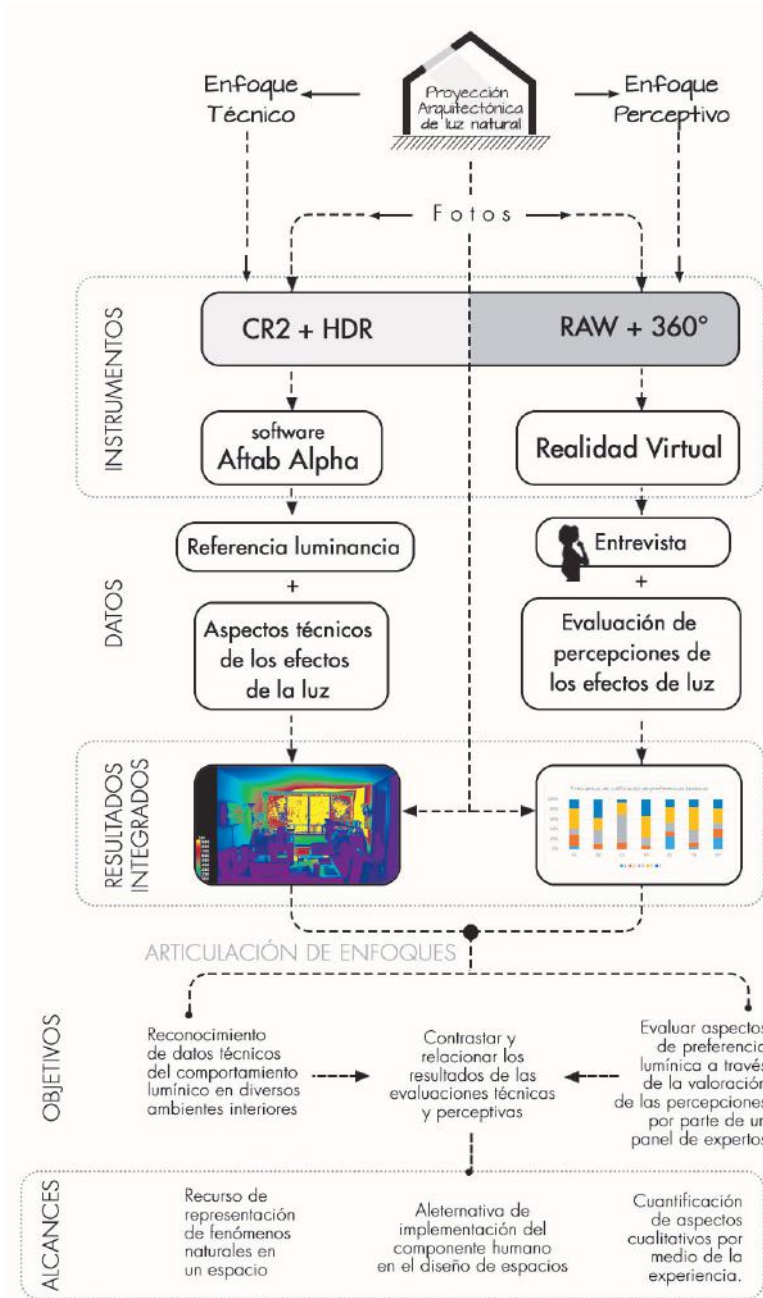 Enfoque
Técnico
Proyección
Arquitectónica
de luz natural
Enfoque
Perceptivo
Fotos
INSTRUMENTOS
CR2 + HDR
RAW + 360°
software
Aftab Alpha
Realidad Virtual
DATOS
Referencia luminancia
+
Aspectos técnicos
de los efectos
de la luz
Entrevista
+
Evaluación de
percepciones de
los efectos de luz
RESULTADOS
INTEGRADOS
ARTICULACIÓN DE ENFOQUES
OBJETIVOS
Reconocimiento
de datos técnicos
del comportamiento
lumínico en diversos
ambientes interiores
Contrastar y
relacionar los
resultados de las
evaluaciones técnicas
y perceptivas
Evaluar aspectos
de preferencia
lumínica a través
de la valoración
de las percepciones
por parte de un
panel de expertos
ALCANCES
Recurso de
representación
de fenómenos
naturales en
un espacio
Aleternativa de
implementación del
componente humano
en el diseño de espacios
Cuantificación
de aspectos
cualitativos por
medio de la
experiencia.